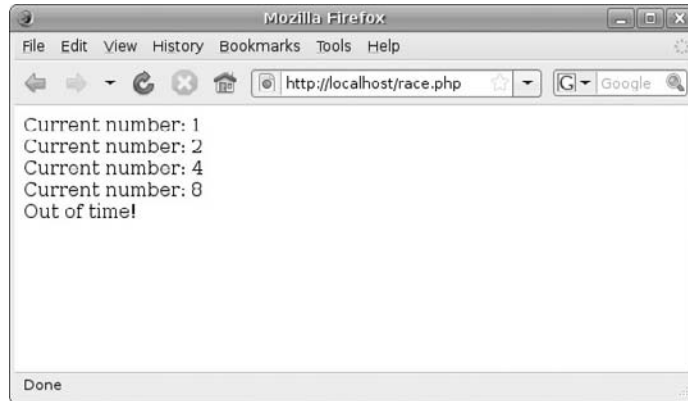 Mozilla Firefox
File Edit View History Bookmarks Tools Help
http://localhost/race.php G Google
Current number: 1
Current number: 2
Current number: 4
Current number: 8
Out of time!
Done